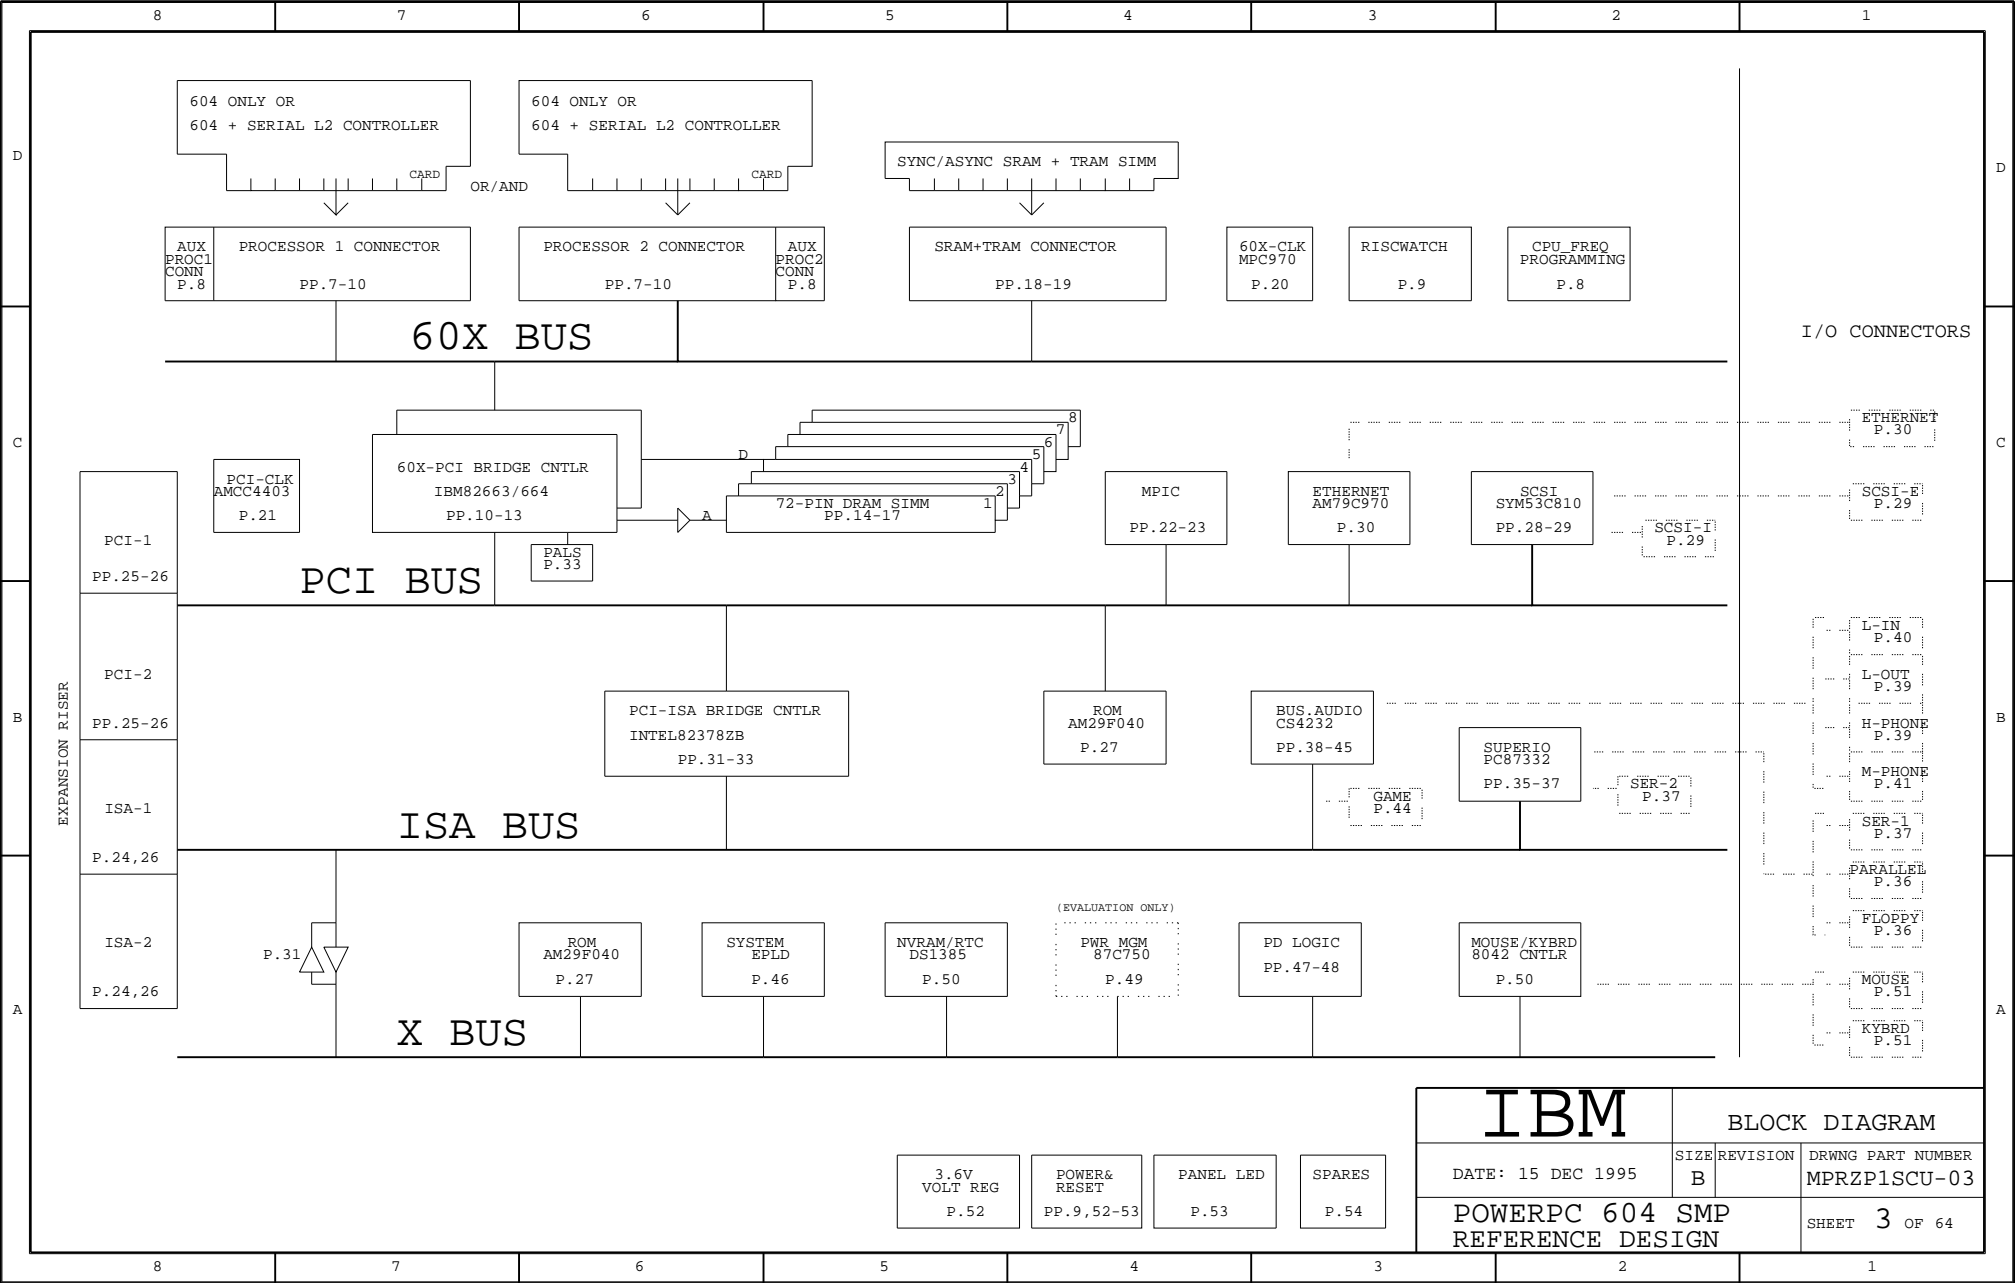 8 7 6 5 4 3 2 1
604 ONLY OR
604 + SERIAL L2 CONTROLLER
CARD
OR/AND
604 ONLY OR
604 + SERIAL L2 CONTROLLER
CARD
SYNC/ASYNC SRAM + TRAM SIMM
D
D
AUX
PROC1
CONN
P.8
PROCESSOR 1 CONNECTOR
PP.7-10
PROCESSOR 2 CONNECTOR
PP.7-10
AUX
PROC2
CONN
P.8
SRAM+TRAM CONNECTOR
PP.18-19
60X-CLK
MPC970
P.20
RISCWATCH
P.9
CPU_FREQ
PROGRAMMING
P.8
60X BUS
I/O CONNECTORS
C
C
PCI-CLK
AMCC4403
P.21
60X-PCI BRIDGE CNTLR
IBM82663/664
PP.10-13
PALS
P.33
D
A
8
7
6
5
4
3
2
72-PIN DRAM SIMM 1
PP.14-17
MPIC
PP.22-23
ETHERNET
AM79C970
P.30
SCSI
SYM53C810
PP.28-29
SCSI-I
P.29
ETHERNET
P.30
SCSI-E
P.29
PCI BUS
EXPANSION RISER
PCI-1
PP.25-26
PCI-2
PP.25-26
ISA-1
P.24,26
ISA-2
P.24,26
B
B
PCI-ISA BRIDGE CNTLR
INTEL82378ZB
PP.31-33
ROM
AM29F040
P.27
BUS.AUDIO
CS4232
PP.38-45
GAME
P.44
SUPERIO
PC87332
PP.35-37
SER-2
P.37
L-IN
P.40
L-OUT
P.39
H-PHONE
P.39
M-PHONE
P.41
SER-1
P.37
PARALLEL
P.36
FLOPPY
P.36
MOUSE
P.51
KYBRD
P.51
ISA BUS
P.31
ROM
AM29F040
P.27
SYSTEM
EPLD
P.46
NVRAM/RTC
DS1385
P.50
(EVALUATION ONLY)
PWR MGM
87C750
P.49
PD LOGIC
PP.47-48
MOUSE/KYBRD
8042 CNTLR
P.50
A
A
X BUS
3.6V
VOLT REG
P.52
POWER&
RESET
PP.9,52-53
PANEL LED
P.53
SPARES
P.54
IBM
BLOCK DIAGRAM
DATE: 15 DEC 1995
SIZE
B
REVISION
DRWNG PART NUMBER
MPRZP1SCU-03
POWERPC 604 SMP
REFERENCE DESIGN
SHEET 3 OF 64
8 7 6 5 4 3 2 1